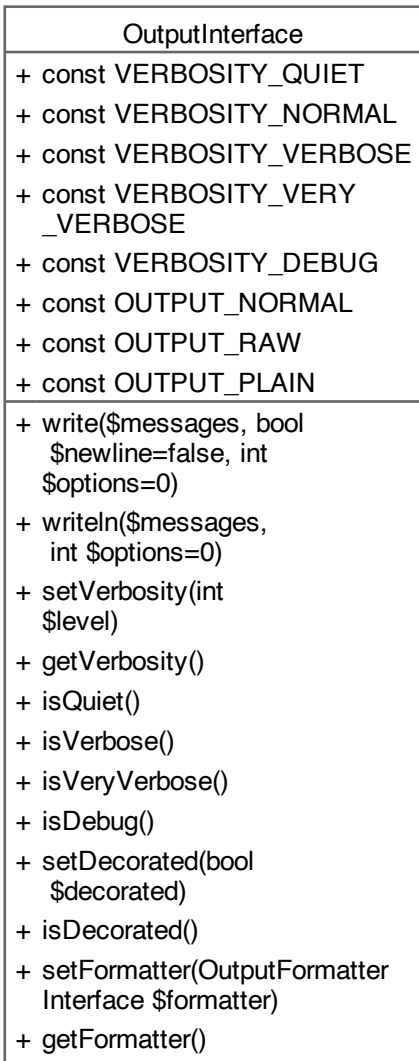 OutputInterface
+ const VERBOSITY_QUIET
+ const VERBOSITY_NORMAL
+ const VERBOSITY_VERBOSE
+ const VERBOSITY_VERY
_VERBOSE
+ const VERBOSITY_DEBUG
+ const OUTPUT_NORMAL
+ const OUTPUT_RAW
+ const OUTPUT_PLAIN
+ write($messages, bool
$newline=false, int
$options=0)
+ writeln($messages,
int $options=0)
+ setVerbosity(int
$level)
+ getVerbosity()
+ isQuiet()
+ isVerbose()
+ isVeryVerbose()
+ isDebug()
+ setDecorated(bool
$decorated)
+ isDecorated()
+ setFormatter(OutputFormatter
Interface $formatter)
+ getFormatter()